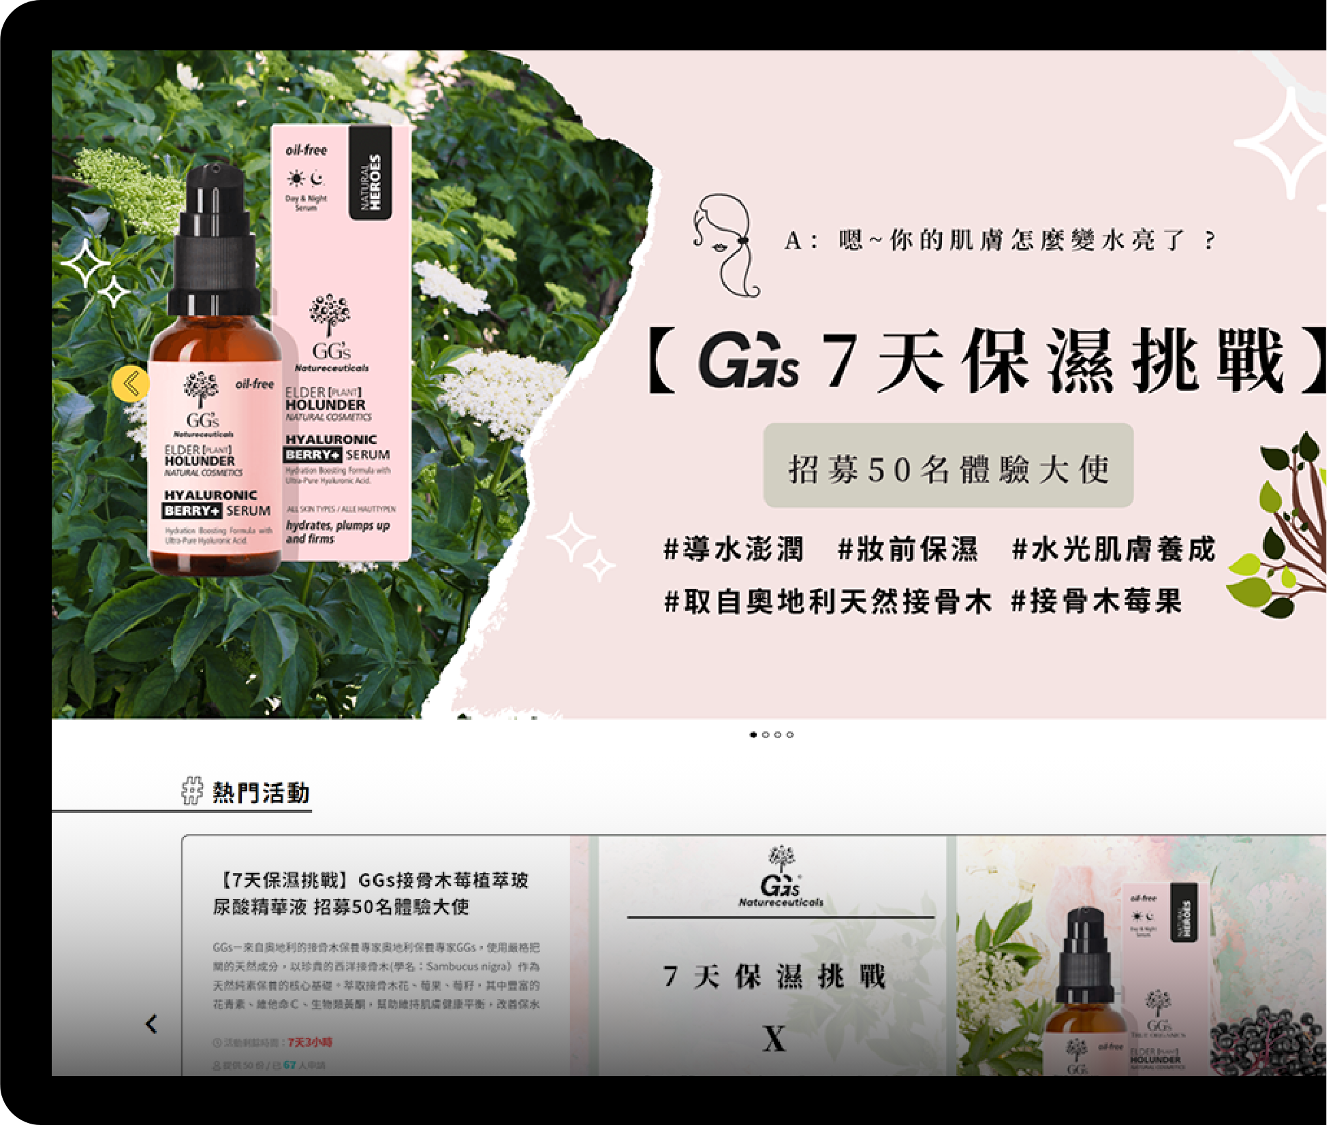 oil-free
Day & Night
Serum
NATURAL
HEROES
GG's
Natureceuticals
ELDER [PLANT]
HOLUNDER
NATURAL COSMETICS
HYALURONIC
BERRY+ SERUM
Hydration Boosting Formula with
Ultra-Pure Hyaluronic Acid.
ALL SKIN TYPES / ALLE HAUTTYPEN
hydrates, plumps up
and firms
oil-free
GG's
Natureceuticals
ELDER [PLANT]
HOLUNDER
NATURAL COSMETICS
HYALURONIC
BERRY+ SERUM
Hydration Boosting Formula with
Ultra-Pure Hyaluronic Acid.
A: 嗯~你的肌膚怎麼變水亮了 ?
【GGs 7天保濕挑戰】
招募50名體驗大使
#導水澎潤 #妝前保濕 #水光肌膚養成
#取自奧地利天然接骨木 #接骨木莓果
# 熱門活動
【7天保濕挑戰】GGs接骨木莓植萃玻
尿酸精華液 招募50名體驗大使
GGs一來自奧地利的接骨木保養專家奧地利保養專家GGs，使用嚴格把
關的天然成分，以珍貴的西洋接骨木(學名：Sambucus nigra）作為
天然純素保養的核心基礎。萃取接骨木花、莓果、莓籽，其中豐富的
花青素、維他命C、生物類黃酮，幫助維持肌膚健康平衡，改善保水
活動剩餘時間：7天3小時
提供 50 份 / 已 67 人申請
GGs
Natureceuticals
7天保濕挑戰
X
oil-free
Day & Night
Serum
NATURAL
HEROES
GG's
ELDER [PLANT]
HOLUNDER
NATURAL COSMETICS
oil-free
GG's